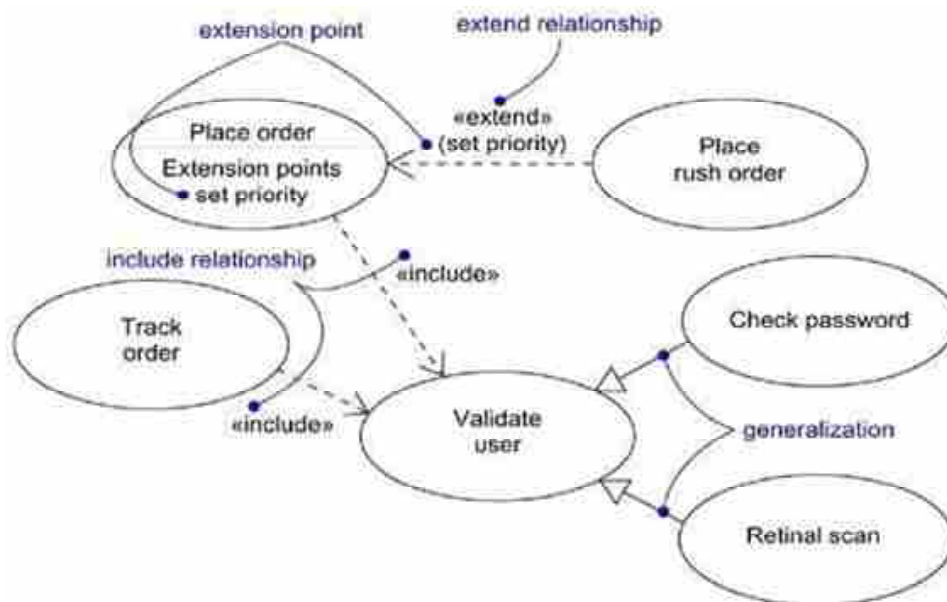 extension point
extend relationship
«extend»
(set priority)
Place order
Extension points
set priority
Place
rush order
include relationship
«include»
Track
order
Check password
«include»
Validate
user
generalization
Retinal scan